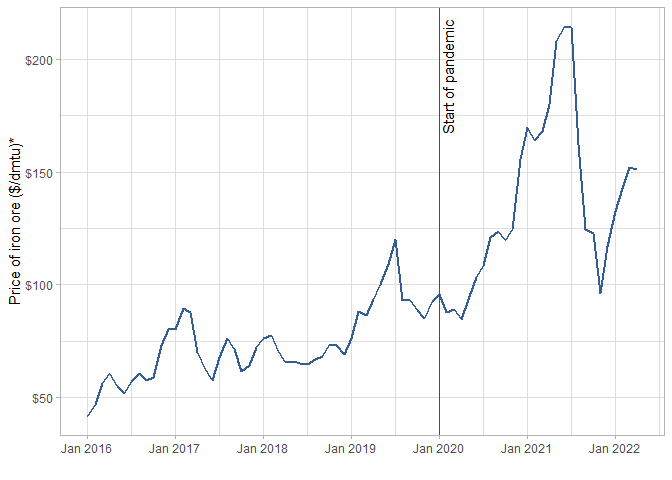 Price of iron ore ($/dmtu)*
$200
$150
$100
$50
Start of pandemic
Jan 2016
Jan 2017
Jan 2018
Jan 2019
Jan 2020
Jan 2021
Jan 2022